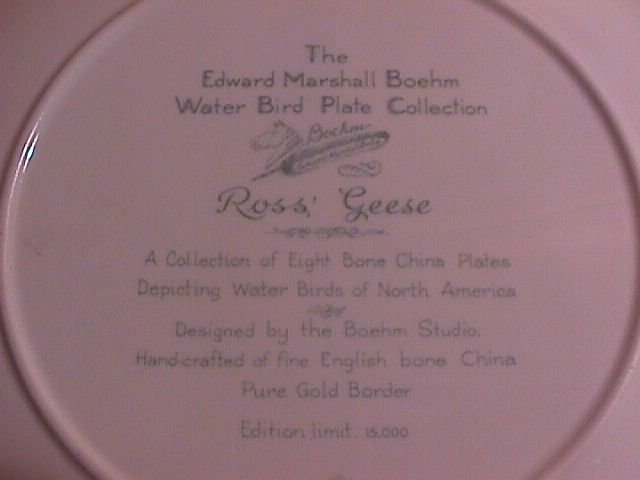 The
Edward Marshall Boehm
Water Bird Plate Collection
Boehm
Ross' Geese
A Collection of Eight Bone China Plates
Depicting Water Birds of North America
Designed by the Boehm Studio.
Hand-crafted of fine English bone China
Pure Gold Border
Edition limit: 15,000